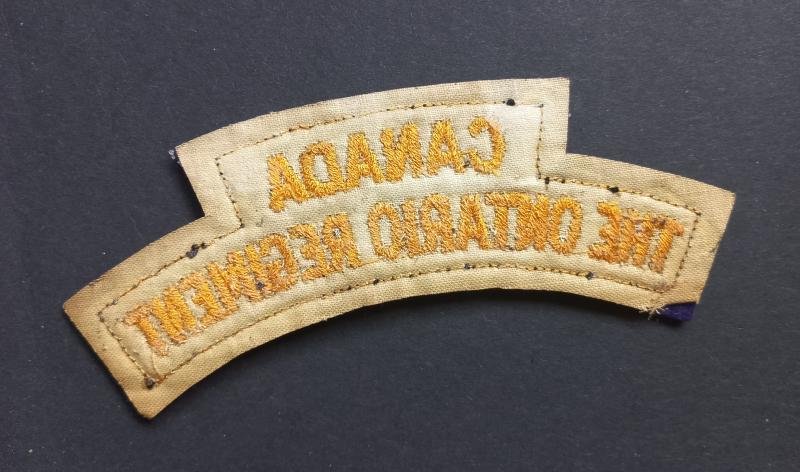 CANADA
THE ONTARIO REGIMENT